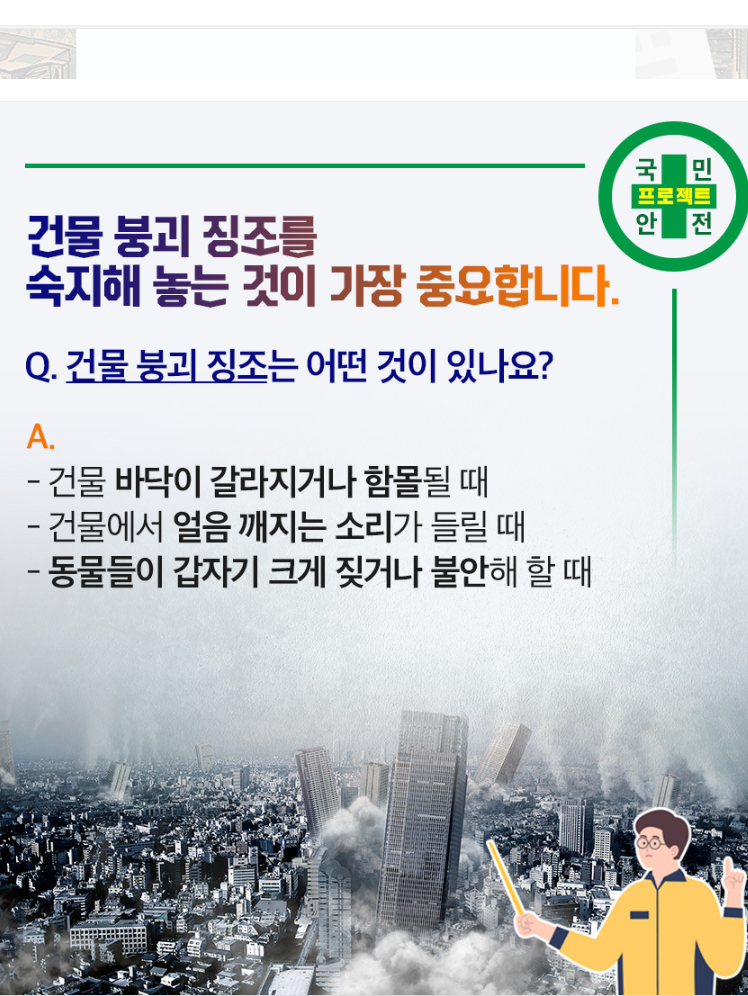 국민
프로젝트
안전
건물 붕괴 징조를
숙지해 놓는 것이 가장 중요합니다.
Q. 건물 붕괴 징조는 어떤 것이 있나요?
A.
- 건물 바닥이 갈라지거나 함몰될 때
- 건물에서 얼음 깨지는 소리가 들릴 때
- 동물들이 갑자기 크게 짖거나 불안해 할 때